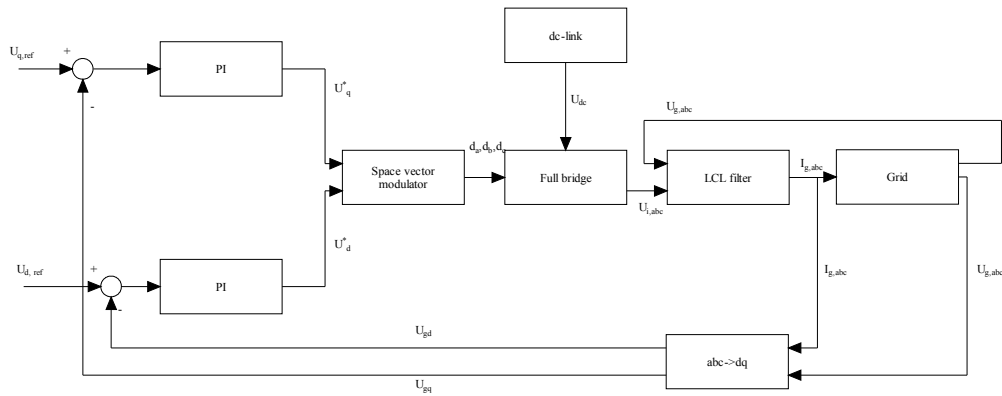 dc-link
U_q,ref
+
PI
-
U*_q
U_dc
U_g,abc
d_a,d_b,d_c
Space vector
modulator
Full bridge
LCL filter
I_g,abc
Grid
U_i,abc
U*_d
U_d, ref
+
PI
-
I_g,abc
U_g,abc
U_gd
abc->dq
U_gq